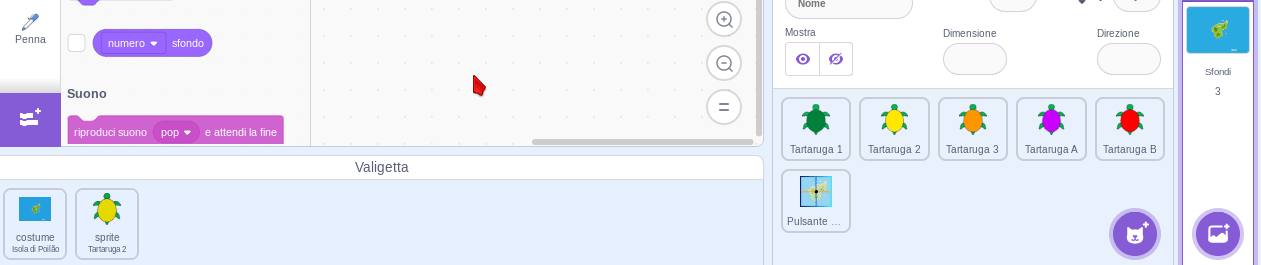 Penna
numero sfondo
Suono
riproduci suono pop e attendi la fine
Valigetta
costume
Isola di Poilão
sprite
Tartaruga 2
Nome
Mostra
Dimensione
Direzione
Tartaruga 1
Tartaruga 2
Tartaruga 3
Tartaruga A
Tartaruga B
Pulsante ...
Sfondi
3